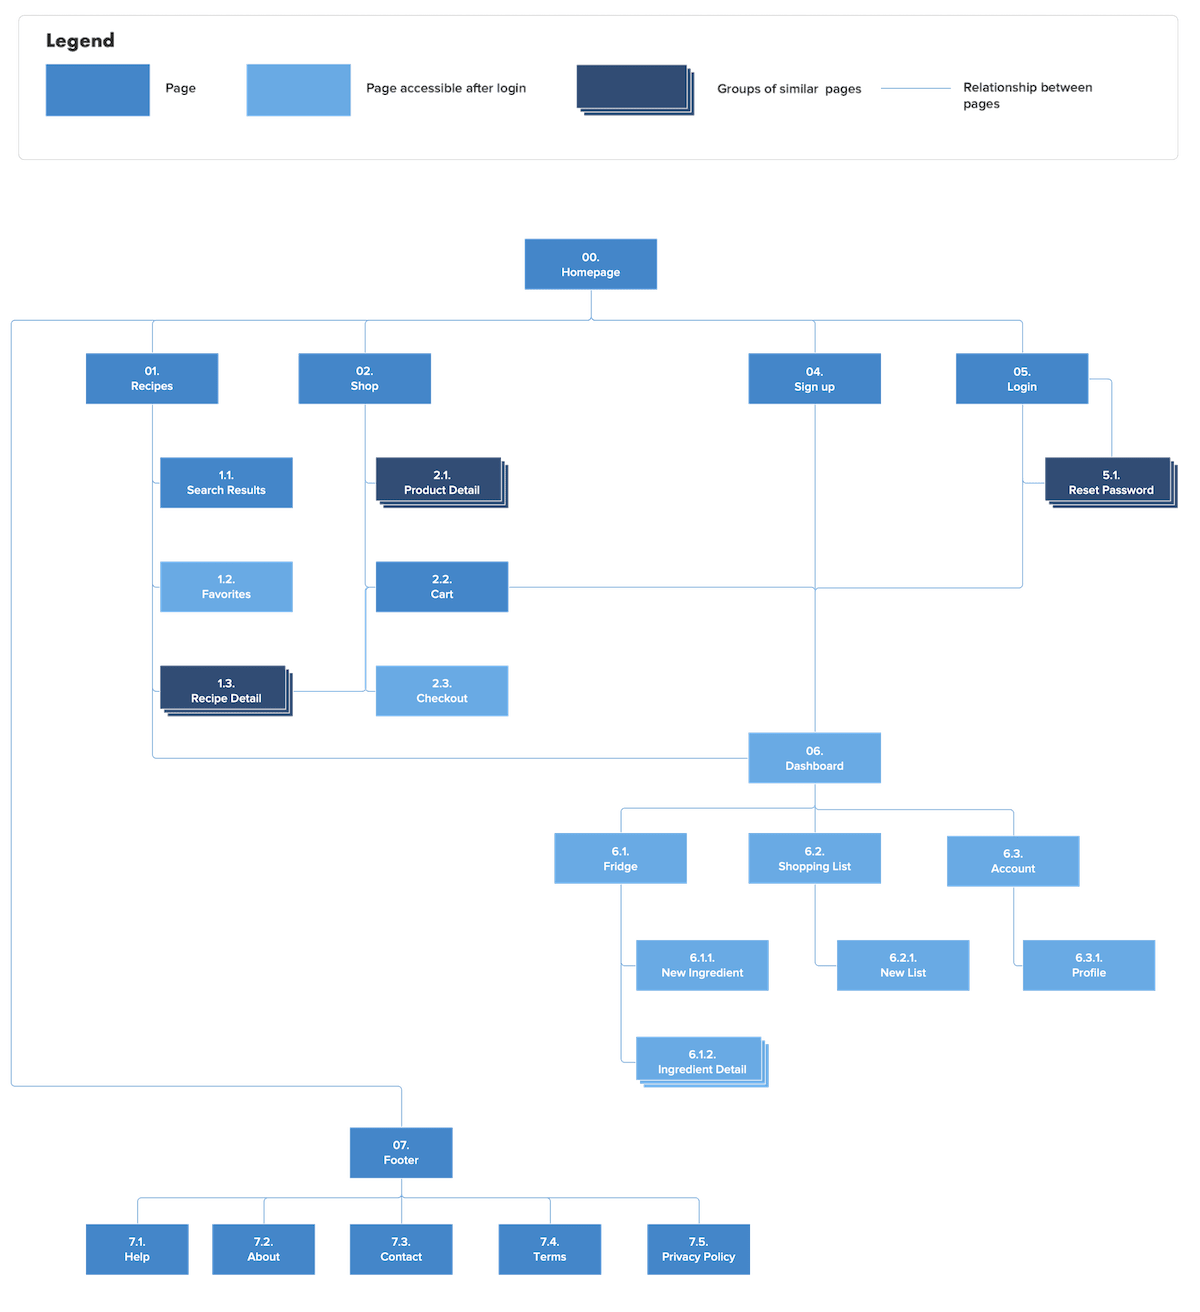 Legend
Page
Page accessible after login
Groups of similar pages
Relationship between
pages
00.
Homepage
01.
Recipes
02.
Shop
04.
Sign up
05.
Login
1.1.
Search Results
2.1.
Product Detail
5.1.
Reset Password
1.2.
Favorites
2.2.
Cart
1.3.
Recipe Detail
2.3.
Checkout
06.
Dashboard
6.1.
Fridge
6.2.
Shopping List
6.3.
Account
6.1.1.
New Ingredient
6.2.1.
New List
6.3.1.
Profile
6.1.2.
Ingredient Detail
07.
Footer
7.1.
Help
7.2.
About
7.3.
Contact
7.4.
Terms
7.5.
Privacy Policy